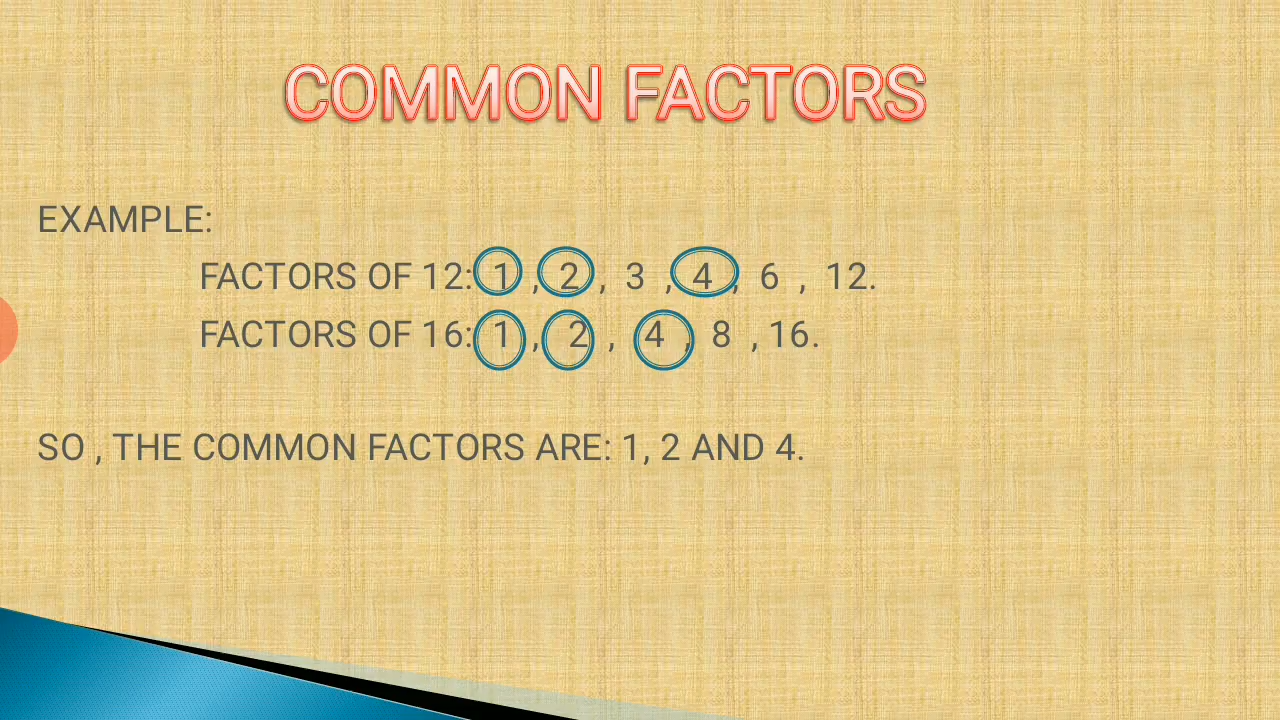 COMMON FACTORS
EXAMPLE:
FACTORS OF 12: 1 , 2 , 3 , 4 , 6 , 12.
FACTORS OF 16: 1 , 2 , 4 , 8 , 16.
SO , THE COMMON FACTORS ARE: 1, 2 AND 4.